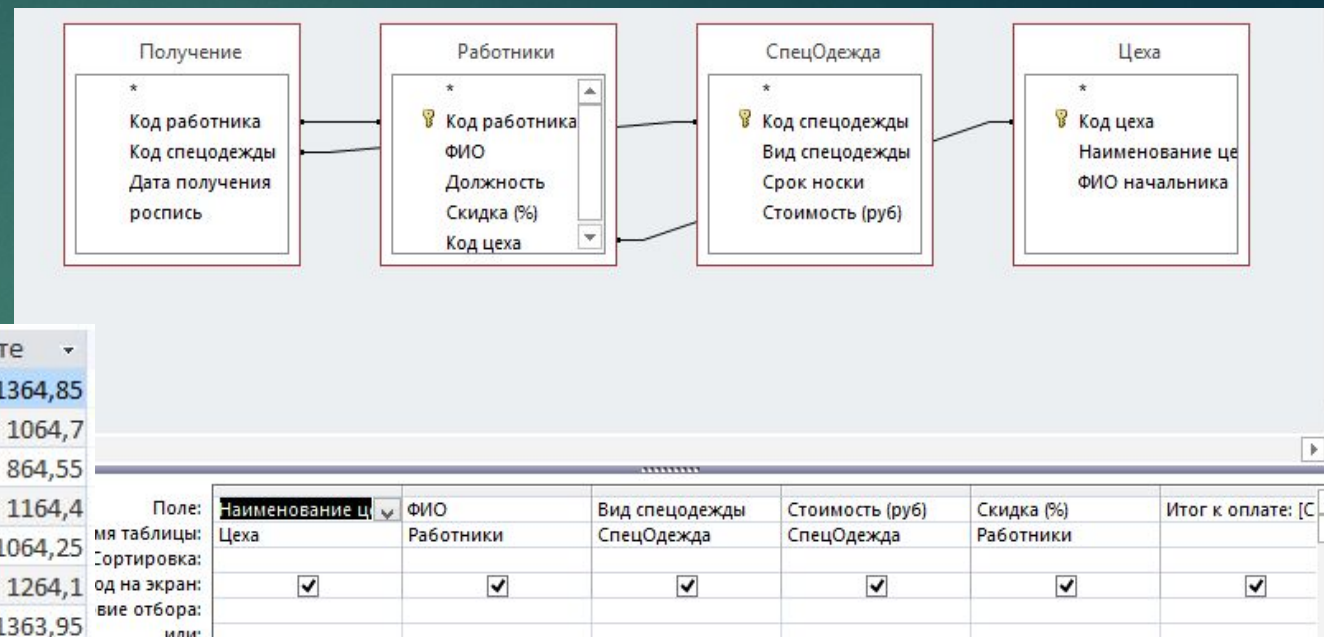 Получение
*
Код работника
Код спецодежды
Дата получения
роспись
Работники
*
Код работника
ФИО
Должность
Скидка (%)
Код цеха
СпецОдежда
*
Код спецодежды
Вид спецодежды
Срок носки
Стоимость (руб)
Цеха
*
Код цеха
Наименование це
ФИО начальника
те
1364,85
1064,7
864,55
1164,4
1064,25
1264,1
1363,95
Поле: Наименование ц ФИО Вид спецодежды Стоимость (руб) Скидка (%) Итог к оплате: [С
мя таблицы: Цеха Работники СпецОдежда СпецОдежда Работники
Сортировка:
од на экран:
вие отбора:
или: